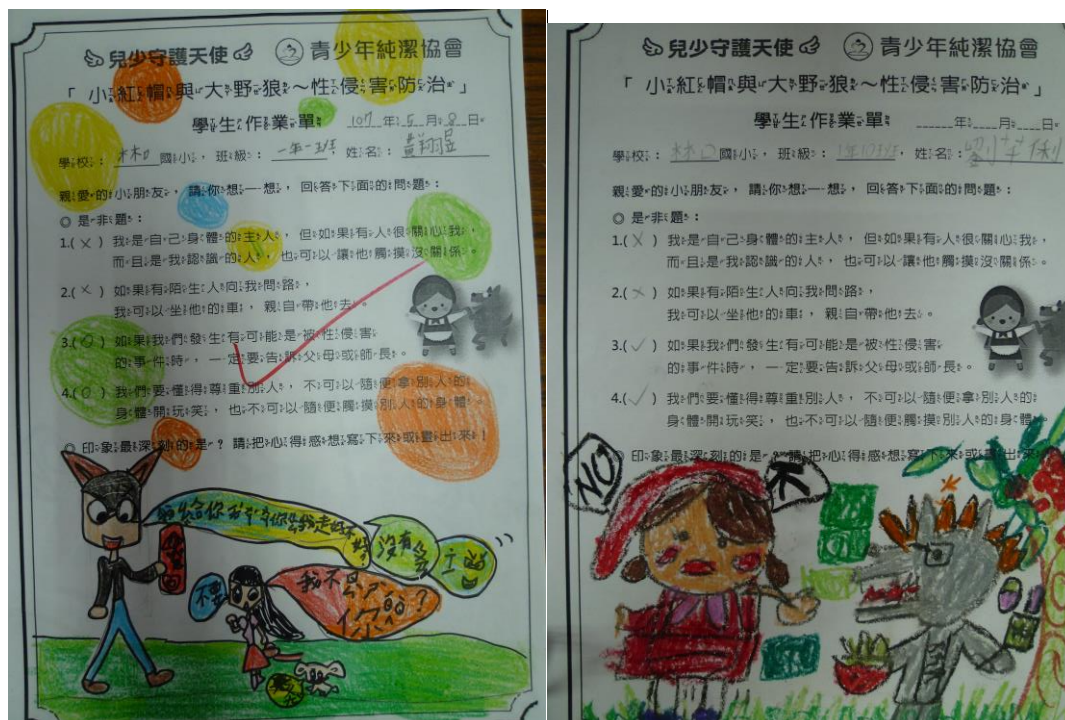 兒少守護天使 青少年純潔協會
「小紅帽與大野狼～性侵害防治」
學生作業單 107年5月8日
學校： 林口 國小， 班級： 一年一班 姓名：
親愛的小朋友，請你想一想，回答下面的問題：
◎是非題：
1.(×) 我是自己身體的主人，但如果有人很關心我，
而且是我認識的人，也可以讓他觸摸沒關係。
2.(×) 如果有陌生人向我問路，
我可以坐他的車，親自帶他去。
3.(○) 如果我們發生有可能是被性侵害
的事件時，一定要告訴父母或師長。
4.(○) 我們要懂得尊重別人，不可以隨便拿別人的
身體開玩笑，也不可以隨便觸摸別人的身體。
◎印象最深刻的是？請把心得感想寫下來或畫出來！
沒有
不要
我不
兒少守護天使 青少年純潔協會
「小紅帽與大野狼～性侵害防治」
學生作業單 ___年___月___日
學校： 林口 國小， 班級： 姓名：
親愛的小朋友，請你想一想，回答下面的問題：
◎是非題：
1.(×) 我是自己身體的主人，但如果有人很關心我，
而且是我認識的人，也可以讓他觸摸沒關係。
2.(×) 如果有陌生人向我問路，
我可以坐他的車，親自帶他去。
3.(✓) 如果我們發生有可能是被性侵害
的事件時，一定要告訴父母或師長。
4.(✓) 我們要懂得尊重別人，不可以隨便拿別人的
身體開玩笑，也不可以隨便觸摸別人的身體。
印象最深刻的是？請把心得感想寫下來或畫出來
NO 不